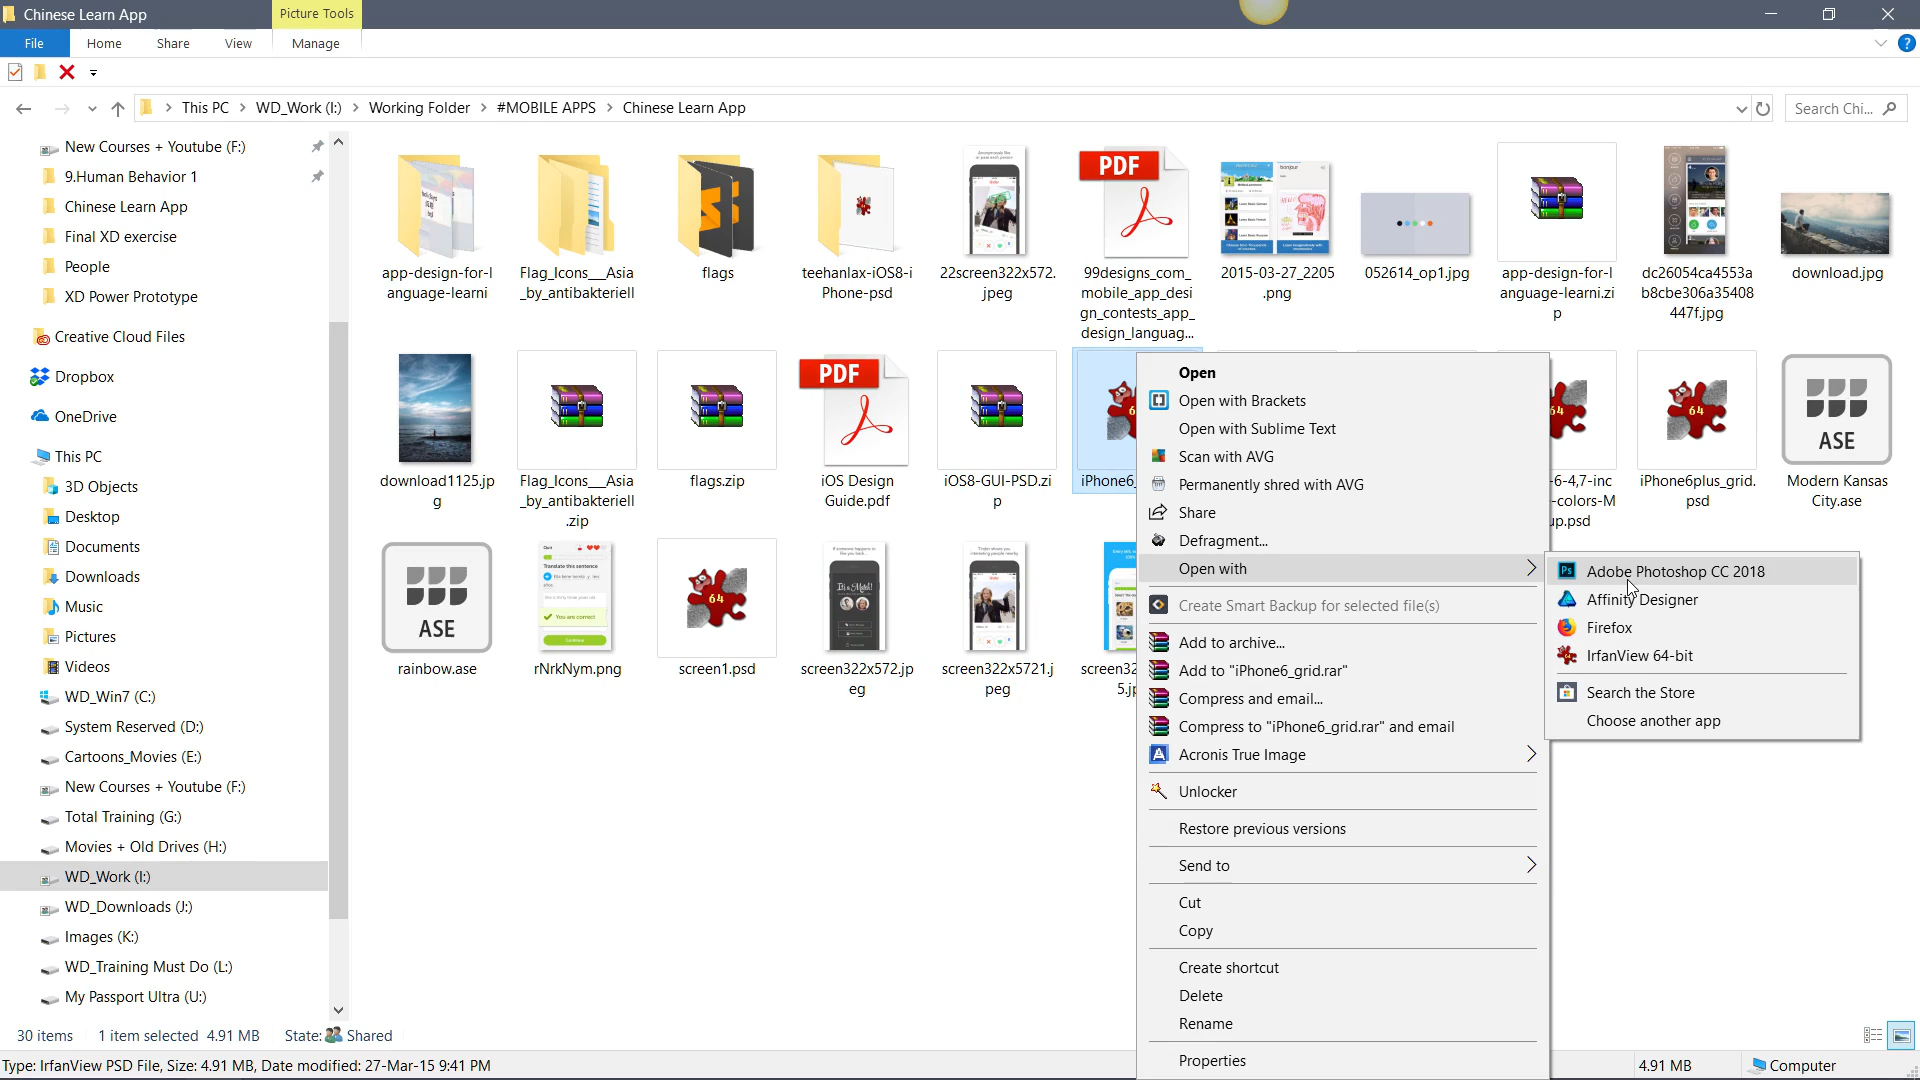 Chinese Learn App
Picture Tools
File
Home
Share
View
Manage
This PC
WD_Work (I:)
Working Folder
#MOBILE APPS
Chinese Learn App
Search Chi...
New Courses + Youtube (F:)
9.Human Behavior 1
Chinese Learn App
Final XD exercise
People
XD Power Prototype
Creative Cloud Files
Dropbox
OneDrive
This PC
3D Objects
Desktop
Documents
Downloads
Music
Pictures
Videos
WD_Win7 (C:)
System Reserved (D:)
Cartoons_Movies (E:)
New Courses + Youtube (F:)
Total Training (G:)
Movies + Old Drives (H:)
WD_Work (I:)
WD_Downloads (J:)
Images (K:)
WD_Training Must Do (L:)
My Passport Ultra (U:)
app-design-for-l
anguage-learni
Flag_Icons__Asia
_by_antibakteriell
flags
teehanlax-iOS8-i
Phone-psd
22screen322x572.
jpeg
PDF
99designs_com_
mobile_app_desi
gn_contests_app_
design_languag...
2015-03-27_2205
.png
052614_op1.jpg
app-design-for-l
anguage-learni.zi
p
dc26054ca4553a
b8cbe306a35408
447f.jpg
download.jpg
download1125.jp
g
Flag_Icons__Asia
_by_antibakteriell
.zip
flags.zip
PDF
iOS Design
Guide.pdf
iOS8-GUI-PSD.zi
p
iPhone6_
-6-4,7-inc
-colors-M
up.psd
64
iPhone6plus_grid.
psd
ASE
Modern Kansas
City.ase
ASE
rainbow.ase
Translate this sentence
You are correct
rNrkNym.png
64
screen1.psd
It's a Match!
screen322x572.jp
eg
screen322x5721.j
peg
screen32
5.jp
Open
Open with Brackets
Open with Sublime Text
Scan with AVG
Permanently shred with AVG
Share
Defragment...
Open with
Create Smart Backup for selected file(s)
Add to archive...
Add to "iPhone6_grid.rar"
Compress and email...
Compress to "iPhone6_grid.rar" and email
Acronis True Image
Unlocker
Restore previous versions
Send to
Cut
Copy
Create shortcut
Delete
Rename
Properties
Adobe Photoshop CC 2018
Affinity Designer
Firefox
IrfanView 64-bit
Search the Store
Choose another app
30 items
1 item selected 4.91 MB
State: Shared
Type: IrfanView PSD File, Size: 4.91 MB, Date modified: 27-Mar-15 9:41 PM
4.91 MB
Computer